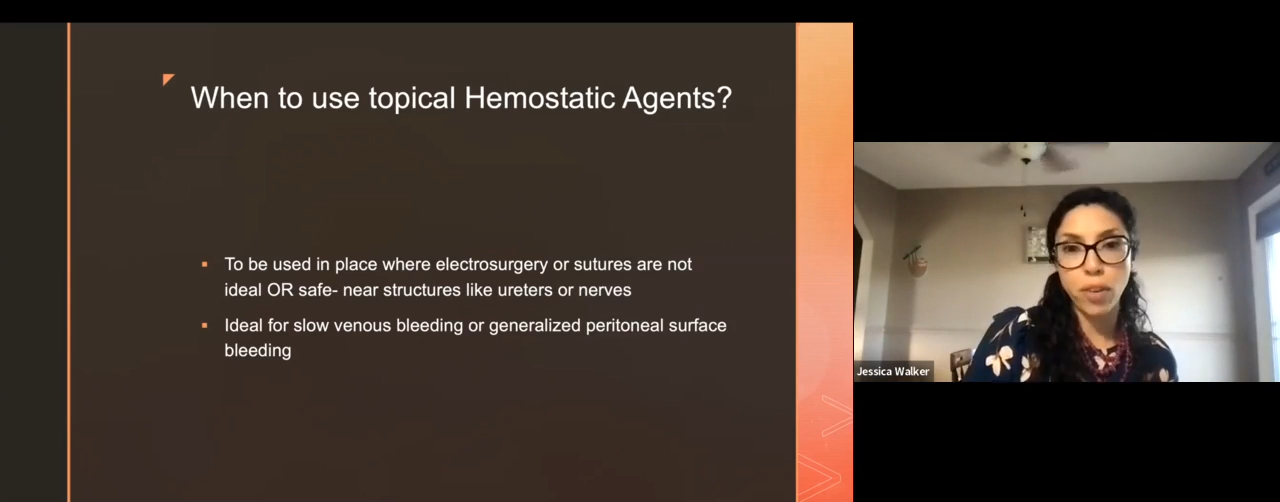 When to use topical Hemostatic Agents?
▪ To be used in place where electrosurgery or sutures are not
ideal OR safe- near structures like ureters or nerves
▪ Ideal for slow venous bleeding or generalized peritoneal surface
bleeding
Jessica Walker